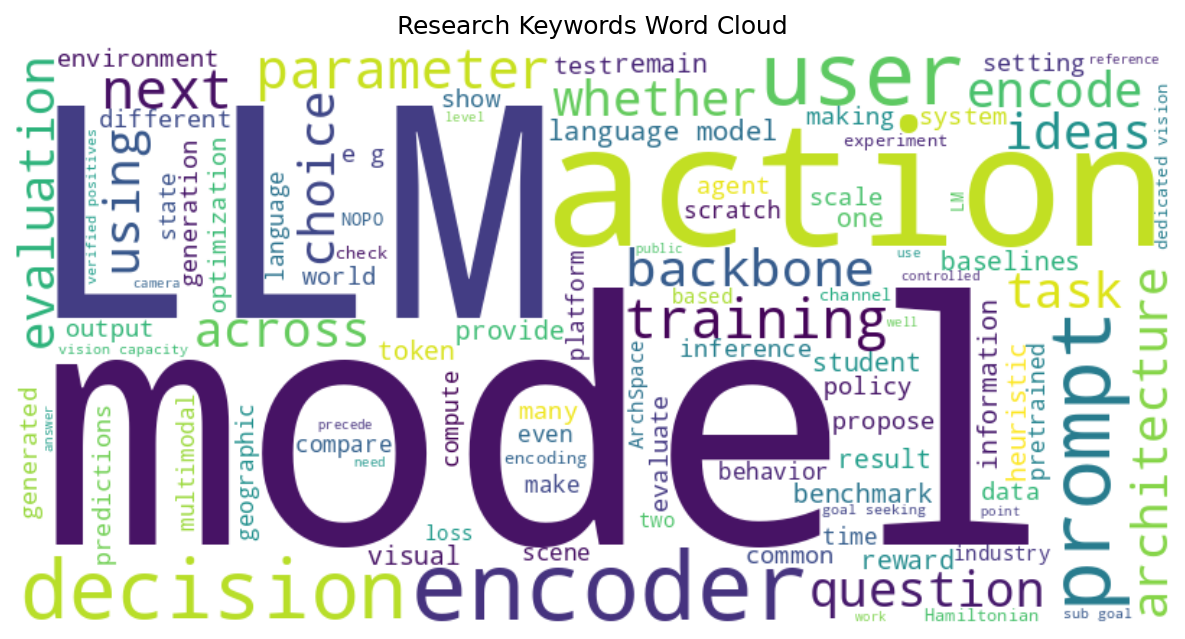 Research Keywords Word Cloud
environment
parameter
test
remain
user
setting
reference
next
show
level
whether
encode
different
language model
making
system
ideas
experiment
evaluation
LLM
action
verified positives
using
state
generation
optimization
language
choice
e g
NOPO
check
world
camera
agent
scratch
scale
one
LM
dedicated vision
public
backbone
use
controlled
baselines
platform
based
channel
task
output
vision capacity
across
provide
token
training
well
inference
student
policy
propose
information
heuristic
pretrained
prompt
architecture
model
generated
answer
predictions
multimodal
geographic
precede
compare
need
compute
many
even
encoding
make
ArchSpace
evaluate
two
behavior
result
benchmark
goal seeking
data
point
time
loss
visual
scene
common
reward
industry
decision
encoder
question
work
Hamiltonian
sub goal